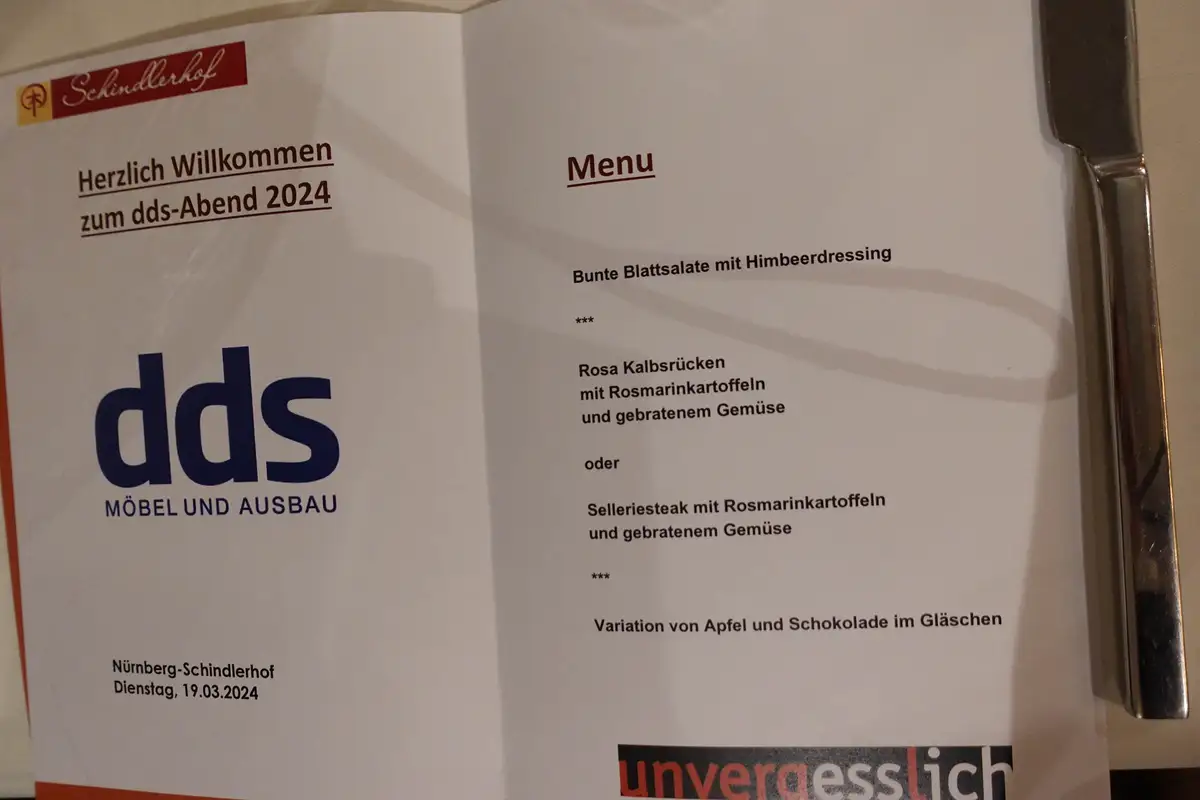 Schindlerhof
Herzlich Willkommen
zum dds-Abend 2024
dds
MÖBEL UND AUSBAU
Nürnberg-Schindlerhof
Dienstag, 19.03.2024
Menu
Bunte Blattsalate mit Himbeerdressing
***
Rosa Kalbsrücken
mit Rosmarinkartoffeln
und gebratenem Gemüse
oder
Selleriesteak mit Rosmarinkartoffeln
und gebratenem Gemüse
***
Variation von Apfel und Schokolade im Gläschen
unvergesslich